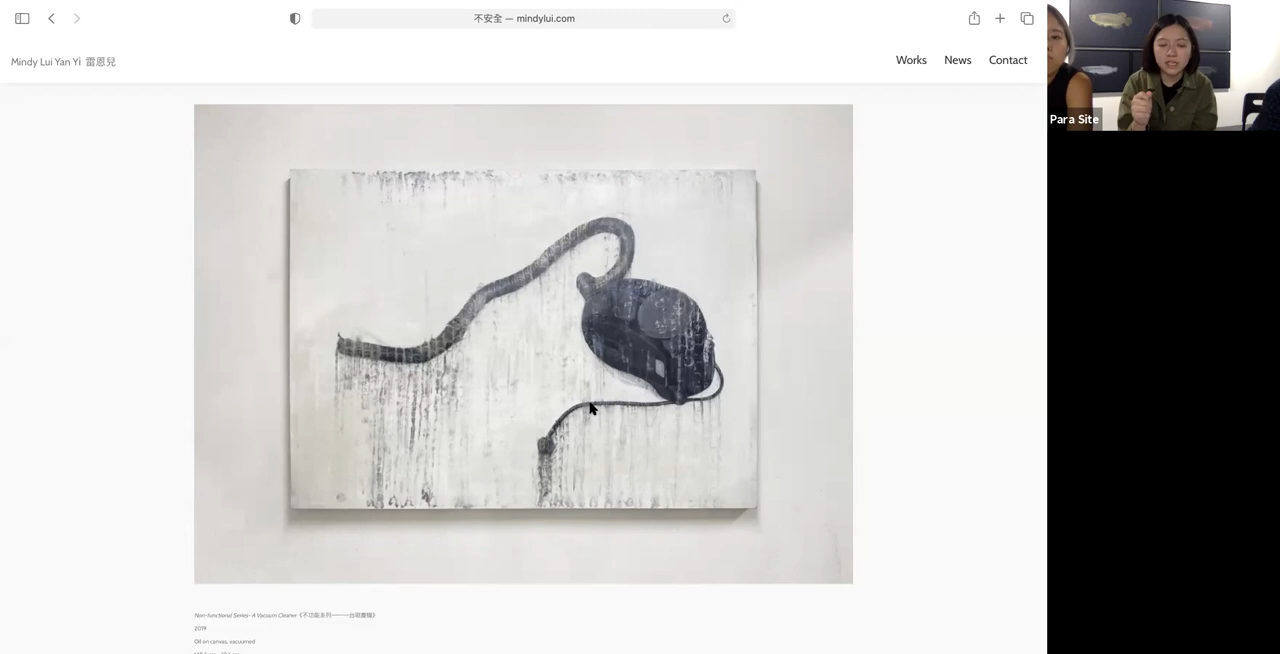 不安全 — mindylui.com
Mindy Lui Yan Yi 雷恩兒
Works News Contact
Para Site
Non-functional Series- A Vacuum Cleaner《不功能系列———台吸塵機》
2019
Oil on canvas, vacuumed